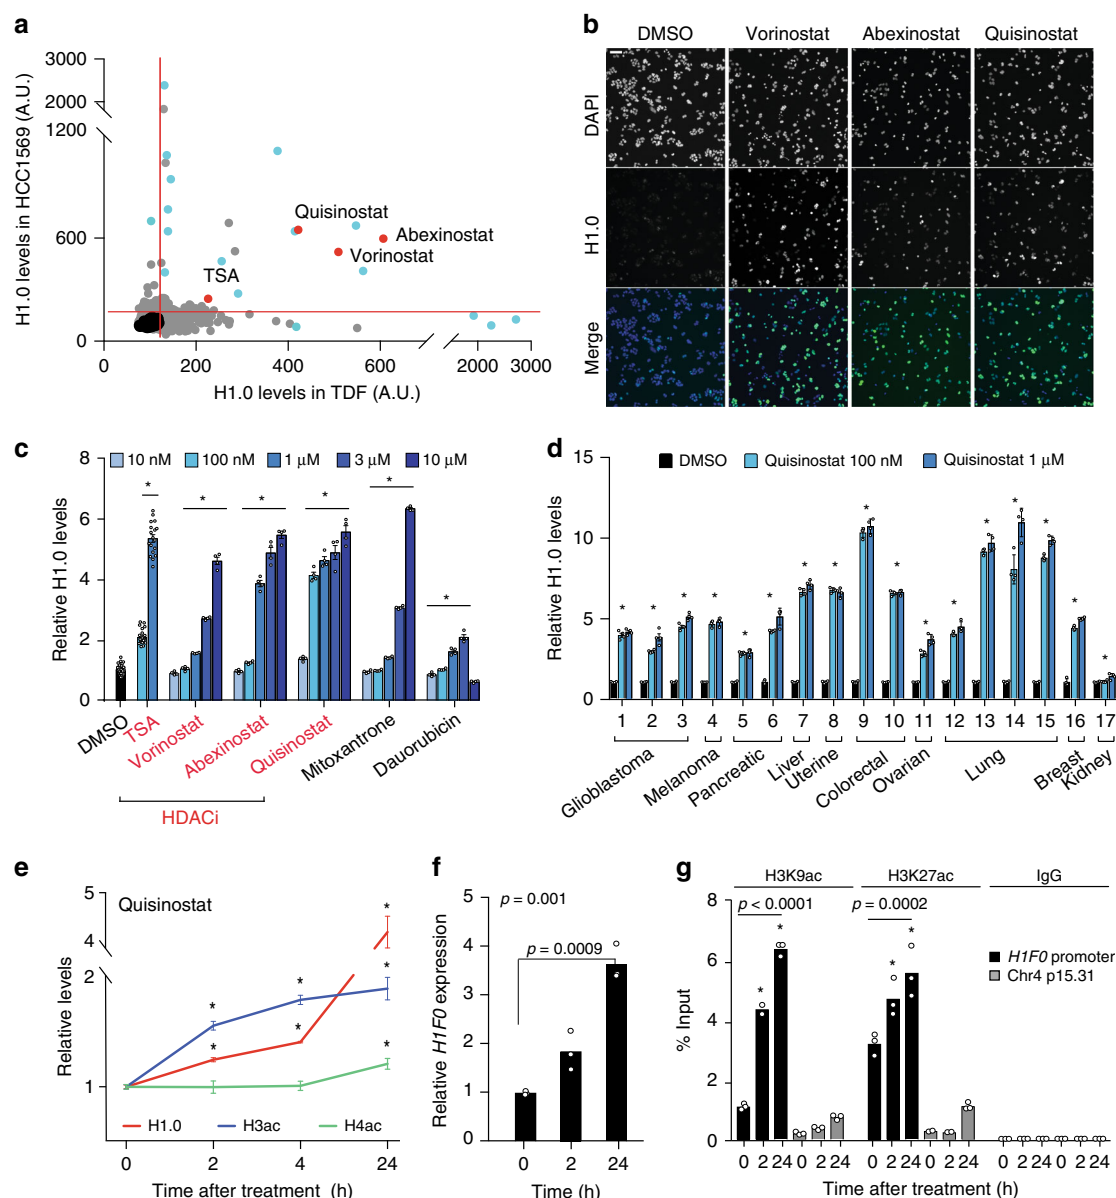 a
3000
2000
1200
600
0
H1.0 levels in HCC1569 (A.U.)
Quisinostat
Abexinostat
Vorinostat
TSA
0 200 400 600 2000 3000
H1.0 levels in TDF (A.U.)
b
DMSO Vorinostat Abexinostat Quisinostat
DAPI
H1.0
Merge
c
10 nM 100 nM 1 μM 3 μM 10 μM
Relative H1.0 levels
8
6
4
2
0
* * * * * *
DMSO
TSA
Vorinostat
Abexinostat
Quisinostat
Mitoxantrone
Dauorubicin
HDACi
d
DMSO Quisinostat 100 nM Quisinostat 1 μM
Relative H1.0 levels
15
10
5
0
* * * * * * * * * * * * * * * * *
1 2 3 4 5 6 7 8 9 10 11 12 13 14 15 16 17
Glioblastoma
Melanoma
Pancreatic
Liver
Uterine
Colorectal
Ovarian
Lung
Breast
Kidney
e
Quisinostat
Relative levels
5
4
2
1
* * * * * * *
H1.0 H3ac H4ac
0 2 4 24
Time after treatment (h)
f
p = 0.001
p = 0.0009
Relative H1F0 expression
5
4
3
2
1
0
0 2 24
Time (h)
g
H3K9ac H3K27ac IgG
p < 0.0001 p = 0.0002
H1F0 promoter
Chr4 p15.31
% Input
8
6
4
2
0
* * * *
0 2 24 0 2 24 0 2 24 0 2 24 0 2 24 0 2 24
Time after treatment (h)